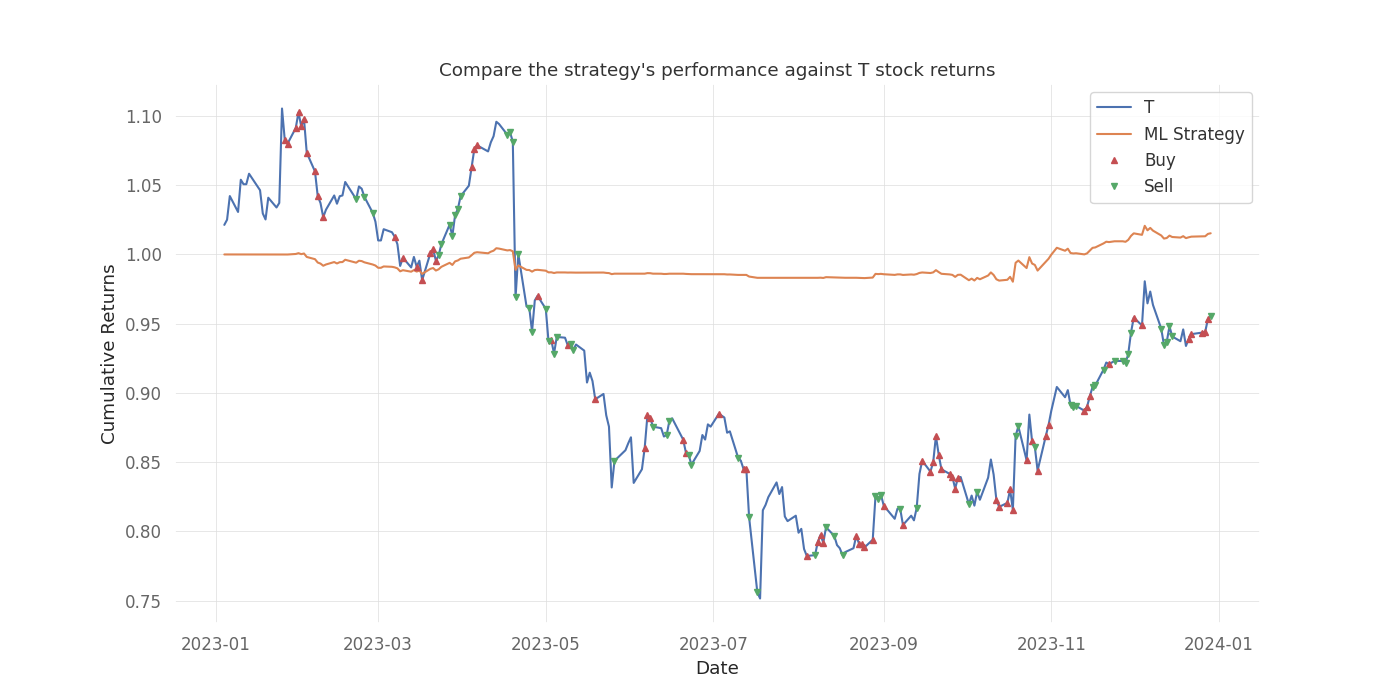 Compare the strategy's performance against T stock returns
T
ML Strategy
Buy
Sell
Cumulative Returns
1.10
1.05
1.00
0.95
0.90
0.85
0.80
0.75
2023-01
2023-03
2023-05
2023-07
2023-09
2023-11
2024-01
Date